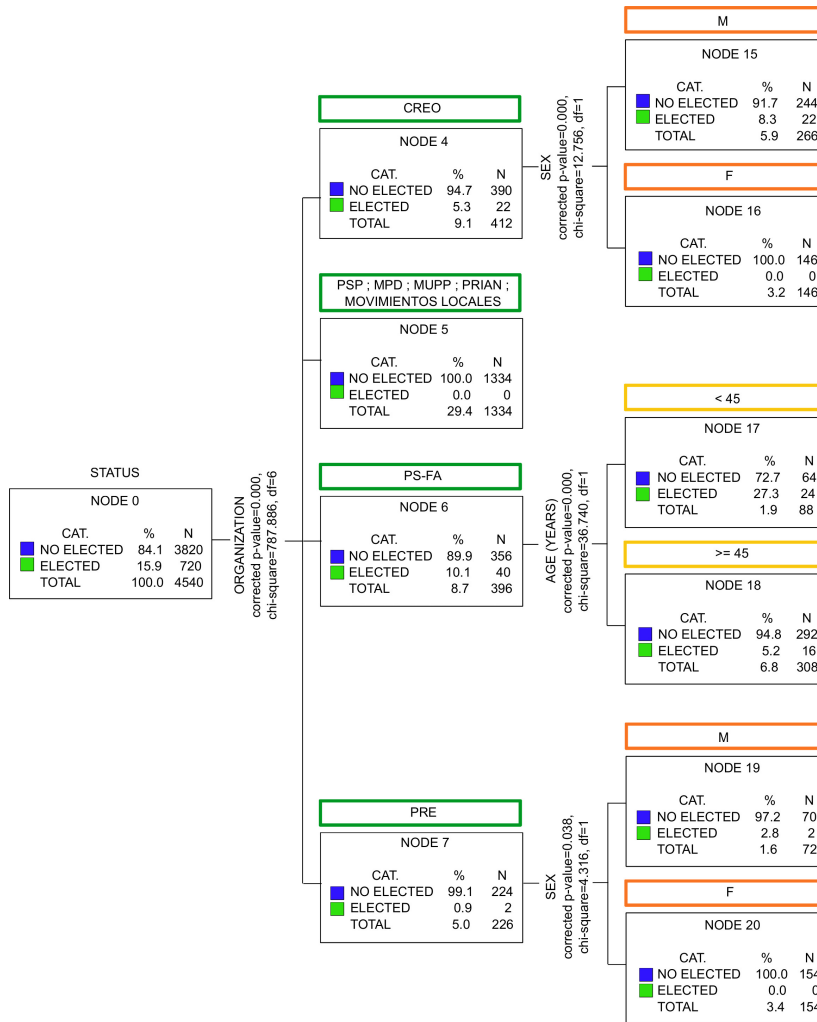 STATUS
NODE 0
CAT. % N
NO ELECTED 84.1 3820
ELECTED 15.9 720
TOTAL 100.0 4540
ORGANIZATION
corrected p-value=0.000,
chi-square=787.886, df=6
CREO
NODE 4
CAT. % N
NO ELECTED 94.7 390
ELECTED 5.3 22
TOTAL 9.1 412
SEX
corrected p-value=0.000,
chi-square=12.756, df=1
M
NODE 15
CAT. % N
NO ELECTED 91.7 244
ELECTED 8.3 22
TOTAL 5.9 266
F
NODE 16
CAT. % N
NO ELECTED 100.0 146
ELECTED 0.0 0
TOTAL 3.2 146
PSP ; MPD ; MUPP ; PRIAN ;
MOVIMIENTOS LOCALES
NODE 5
CAT. % N
NO ELECTED 100.0 1334
ELECTED 0.0 0
TOTAL 29.4 1334
PS-FA
NODE 6
CAT. % N
NO ELECTED 89.9 356
ELECTED 10.1 40
TOTAL 8.7 396
AGE (YEARS)
corrected p-value=0.000,
chi-square=36.740, df=1
< 45
NODE 17
CAT. % N
NO ELECTED 72.7 64
ELECTED 27.3 24
TOTAL 1.9 88
>= 45
NODE 18
CAT. % N
NO ELECTED 94.8 292
ELECTED 5.2 16
TOTAL 6.8 308
PRE
NODE 7
CAT. % N
NO ELECTED 99.1 224
ELECTED 0.9 2
TOTAL 5.0 226
SEX
corrected p-value=0.038,
chi-square=4.316, df=1
M
NODE 19
CAT. % N
NO ELECTED 97.2 70
ELECTED 2.8 2
TOTAL 1.6 72
F
NODE 20
CAT. % N
NO ELECTED 100.0 154
ELECTED 0.0 0
TOTAL 3.4 154